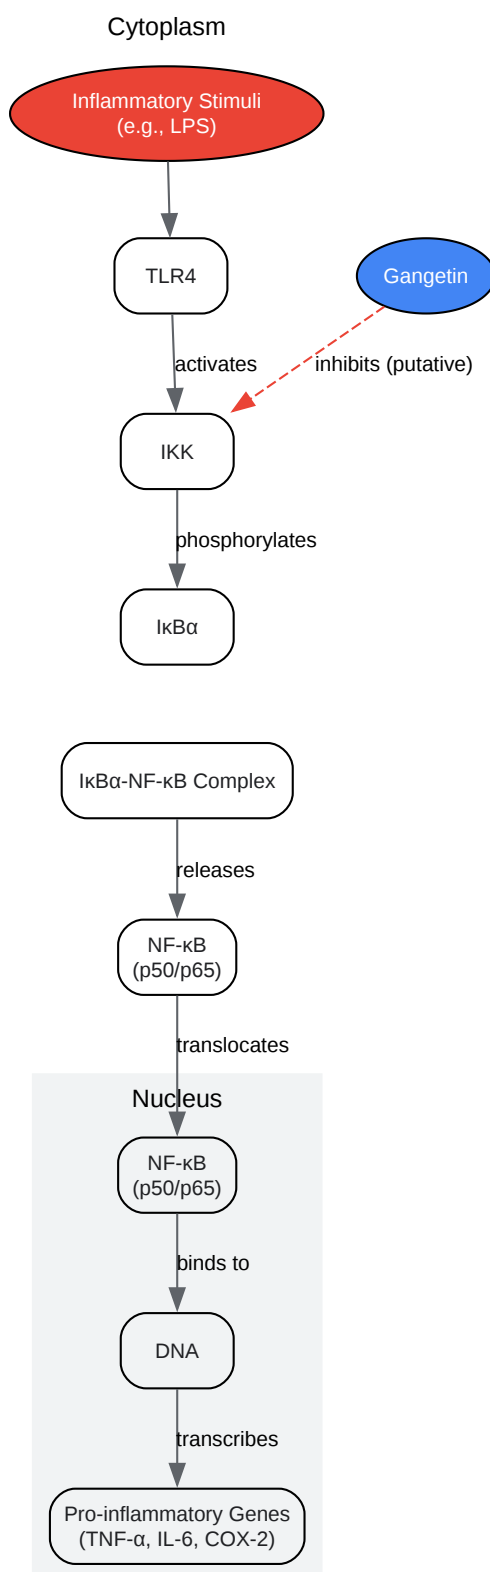 Cytoplasm
Inflammatory Stimuli
(e.g., LPS)
TLR4
Gangetin
activates
inhibits (putative)
IKK
phosphorylates
IκBα
IκBα-NF-κB Complex
releases
NF-κB
(p50/p65)
translocates
Nucleus
NF-κB
(p50/p65)
binds to
DNA
transcribes
Pro-inflammatory Genes
(TNF-α, IL-6, COX-2)